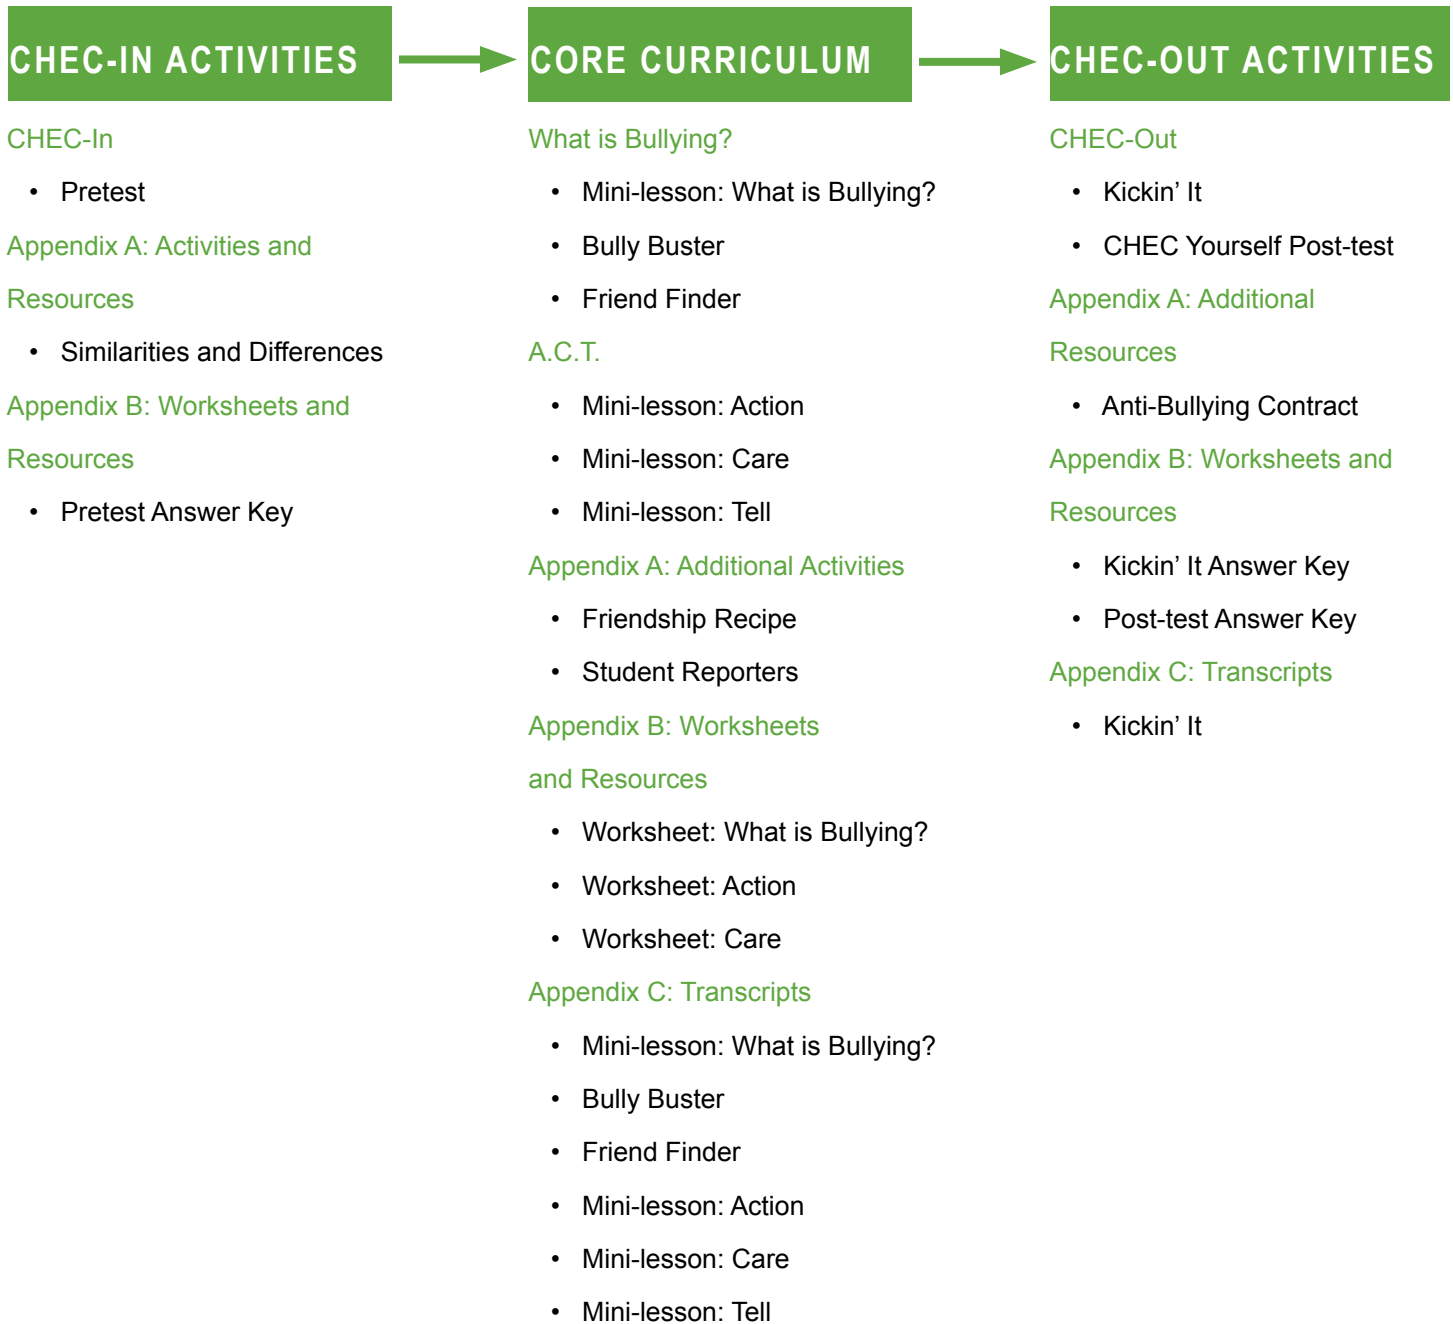 CHEC-IN ACTIVITIES
CHEC-In
• Pretest
Appendix A: Activities and
Resources
• Similarities and Differences
Appendix B: Worksheets and
Resources
• Pretest Answer Key
CORE CURRICULUM
What is Bullying?
• Mini-lesson: What is Bullying?
• Bully Buster
• Friend Finder
A.C.T.
• Mini-lesson: Action
• Mini-lesson: Care
• Mini-lesson: Tell
Appendix A: Additional Activities
• Friendship Recipe
• Student Reporters
Appendix B: Worksheets
and Resources
• Worksheet: What is Bullying?
• Worksheet: Action
• Worksheet: Care
Appendix C: Transcripts
• Mini-lesson: What is Bullying?
• Bully Buster
• Friend Finder
• Mini-lesson: Action
• Mini-lesson: Care
• Mini-lesson: Tell
CHEC-OUT ACTIVITIES
CHEC-Out
• Kickin’ It
• CHEC Yourself Post-test
Appendix A: Additional
Resources
• Anti-Bullying Contract
Appendix B: Worksheets and
Resources
• Kickin’ It Answer Key
• Post-test Answer Key
Appendix C: Transcripts
• Kickin’ It